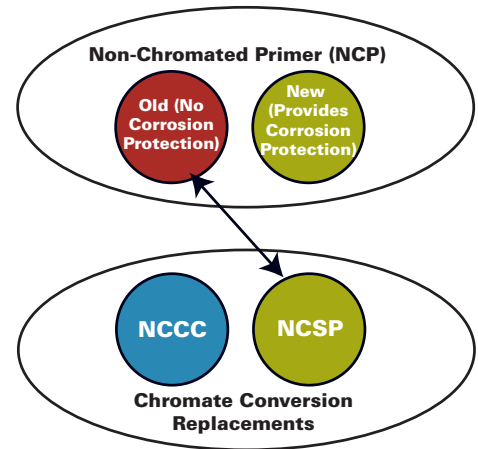 Non-Chromated Primer (NCP)
Old (No
Corrosion
Protection)
New
(Provides
Corrosion
Protection)
NCCC
NCSP
Chromate Conversion
Replacements